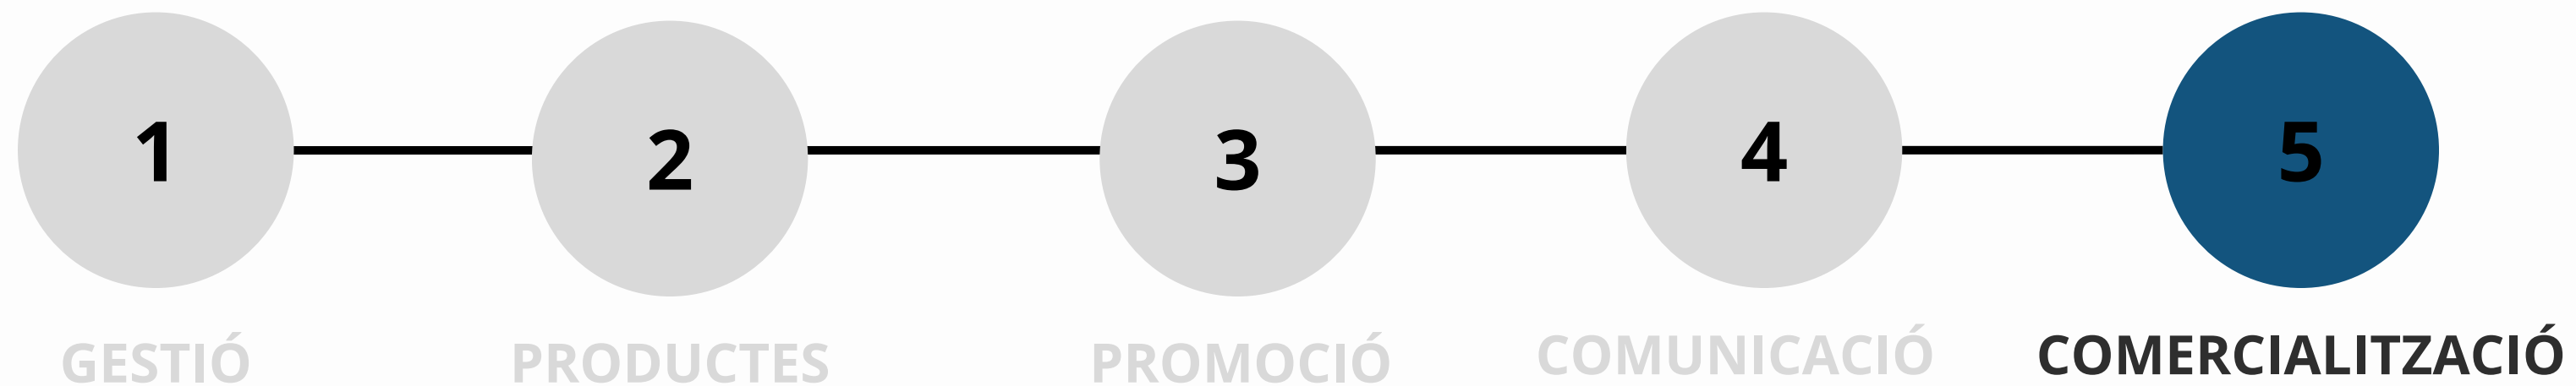 1
2
3
4
5
GESTIÓ
PRODUCTES
PROMOCIÓ
COMUNICACIÓ
COMERCIALITZACIÓ